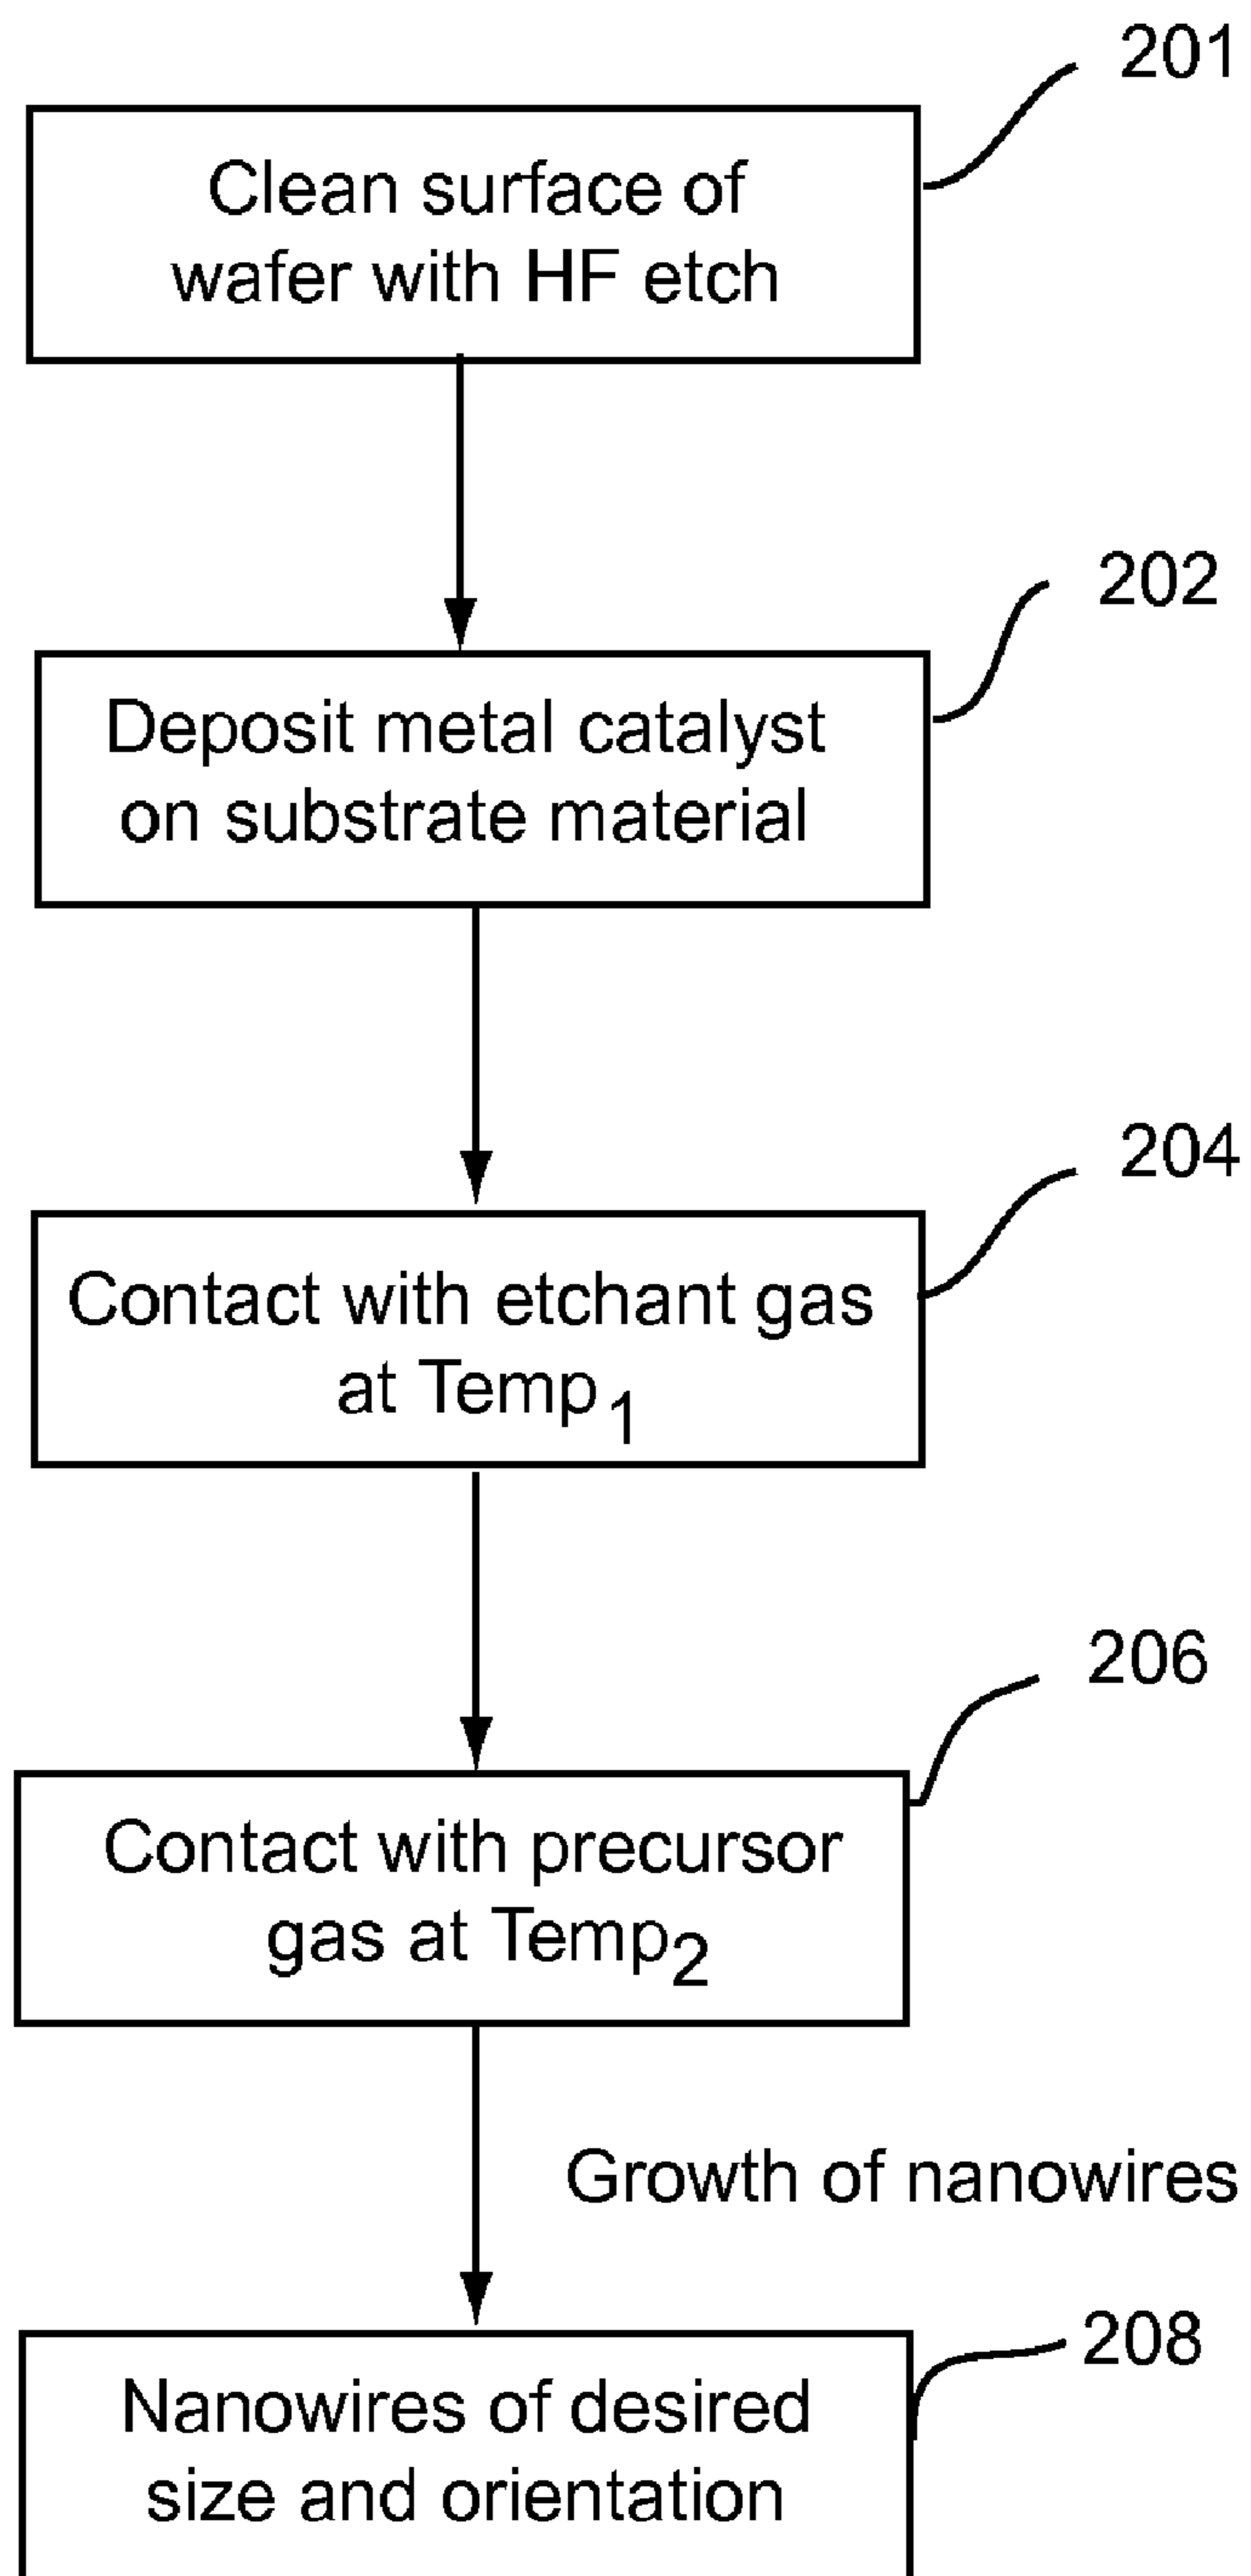 201
Clean surface of
wafer with HF etch
202
Deposit metal catalyst
on substrate material
204
Contact with etchant gas
at Temp1
206
Contact with precursor
gas at Temp2
Growth of nanowires
208
Nanowires of desired
size and orientation